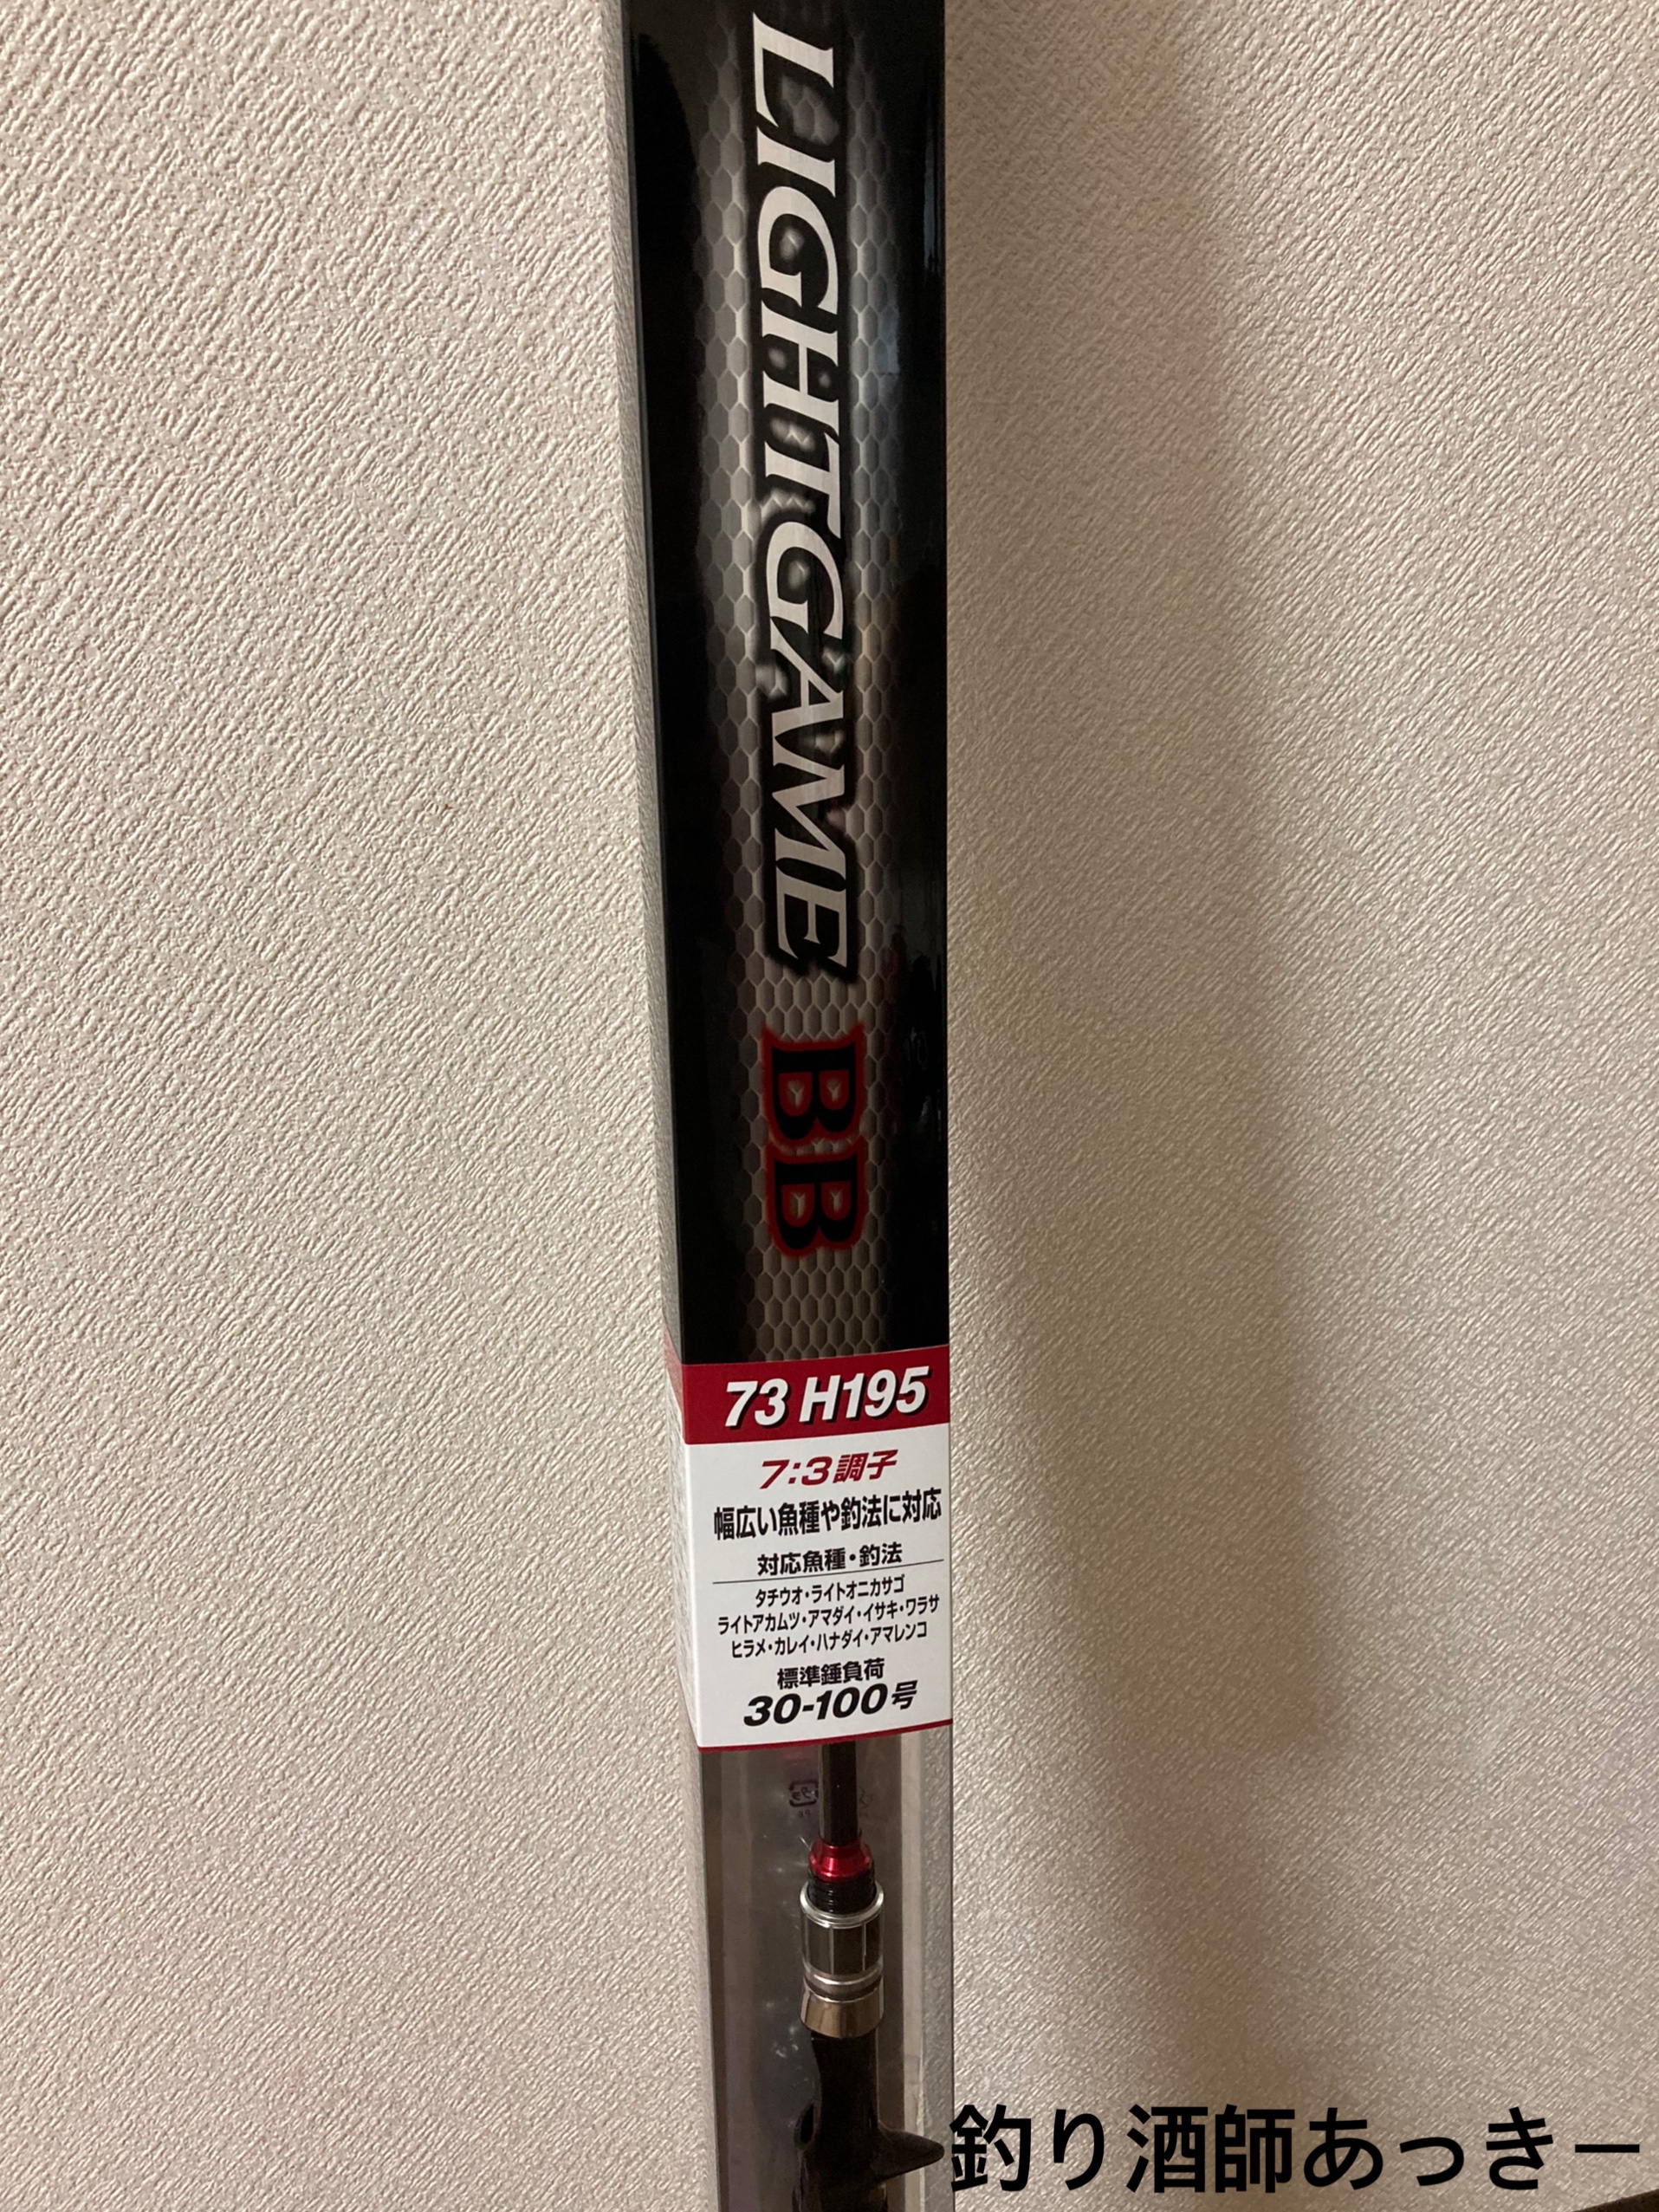 LIGHTGAME BB
73 H195
7:3調子
幅広い魚種や釣法に対応
対応魚種・釣法
タチウオ・ライトオニカサゴ
ライトアカムツ・アマダイ・イサキ・ワラサ
ヒラメ・カレイ・ハナダイ・アマレンコ
標準錘負荷
30-100号
釣り酒師あっきー